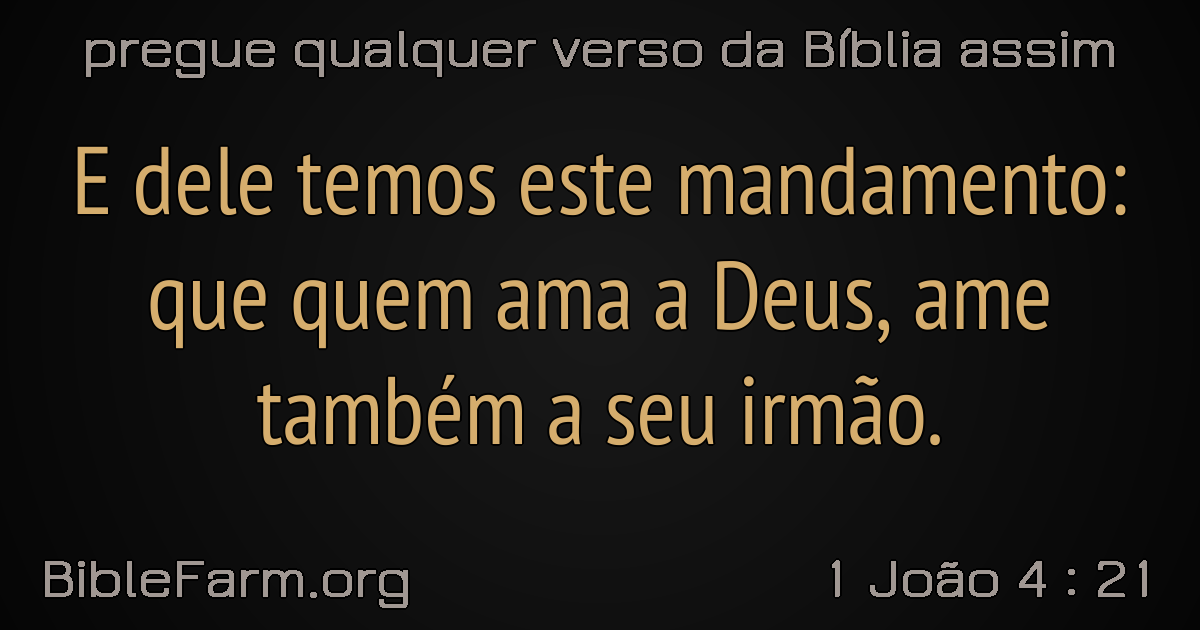 pregue qualquer verso da Bíblia assim
E dele temos este mandamento:
que quem ama a Deus, ame
também a seu irmão.
BibleFarm.org
1 João 4 : 21